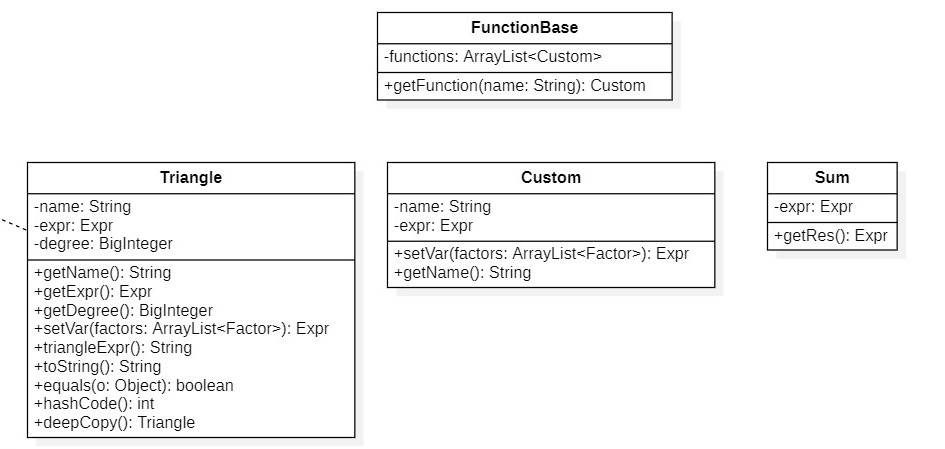 FunctionBase
-functions: ArrayList<Custom>
+getFunction(name: String): Custom
Triangle
-name: String
-expr: Expr
-degree: BigInteger
+getName(): String
+getExpr(): Expr
+getDegree(): BigInteger
+setVar(factors: ArrayList<Factor>): Expr
+triangleExpr(): String
+toString(): String
+equals(o: Object): boolean
+hashCode(): int
+deepCopy(): Triangle
Custom
-name: String
-expr: Expr
+setVar(factors: ArrayList<Factor>): Expr
+getName(): String
Sum
-expr: Expr
+getRes(): Expr